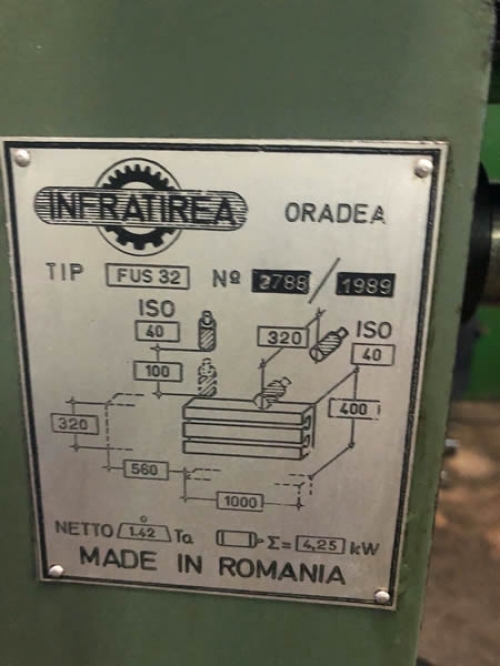 INFRATIREA ORADEA
TIP FUS 32 Nº 2788 / 1989
ISO
40
320
ISO
40
100
400
320
560
1000
NETTO 1.42 To Σ= 4,25 kW
MADE IN ROMANIA